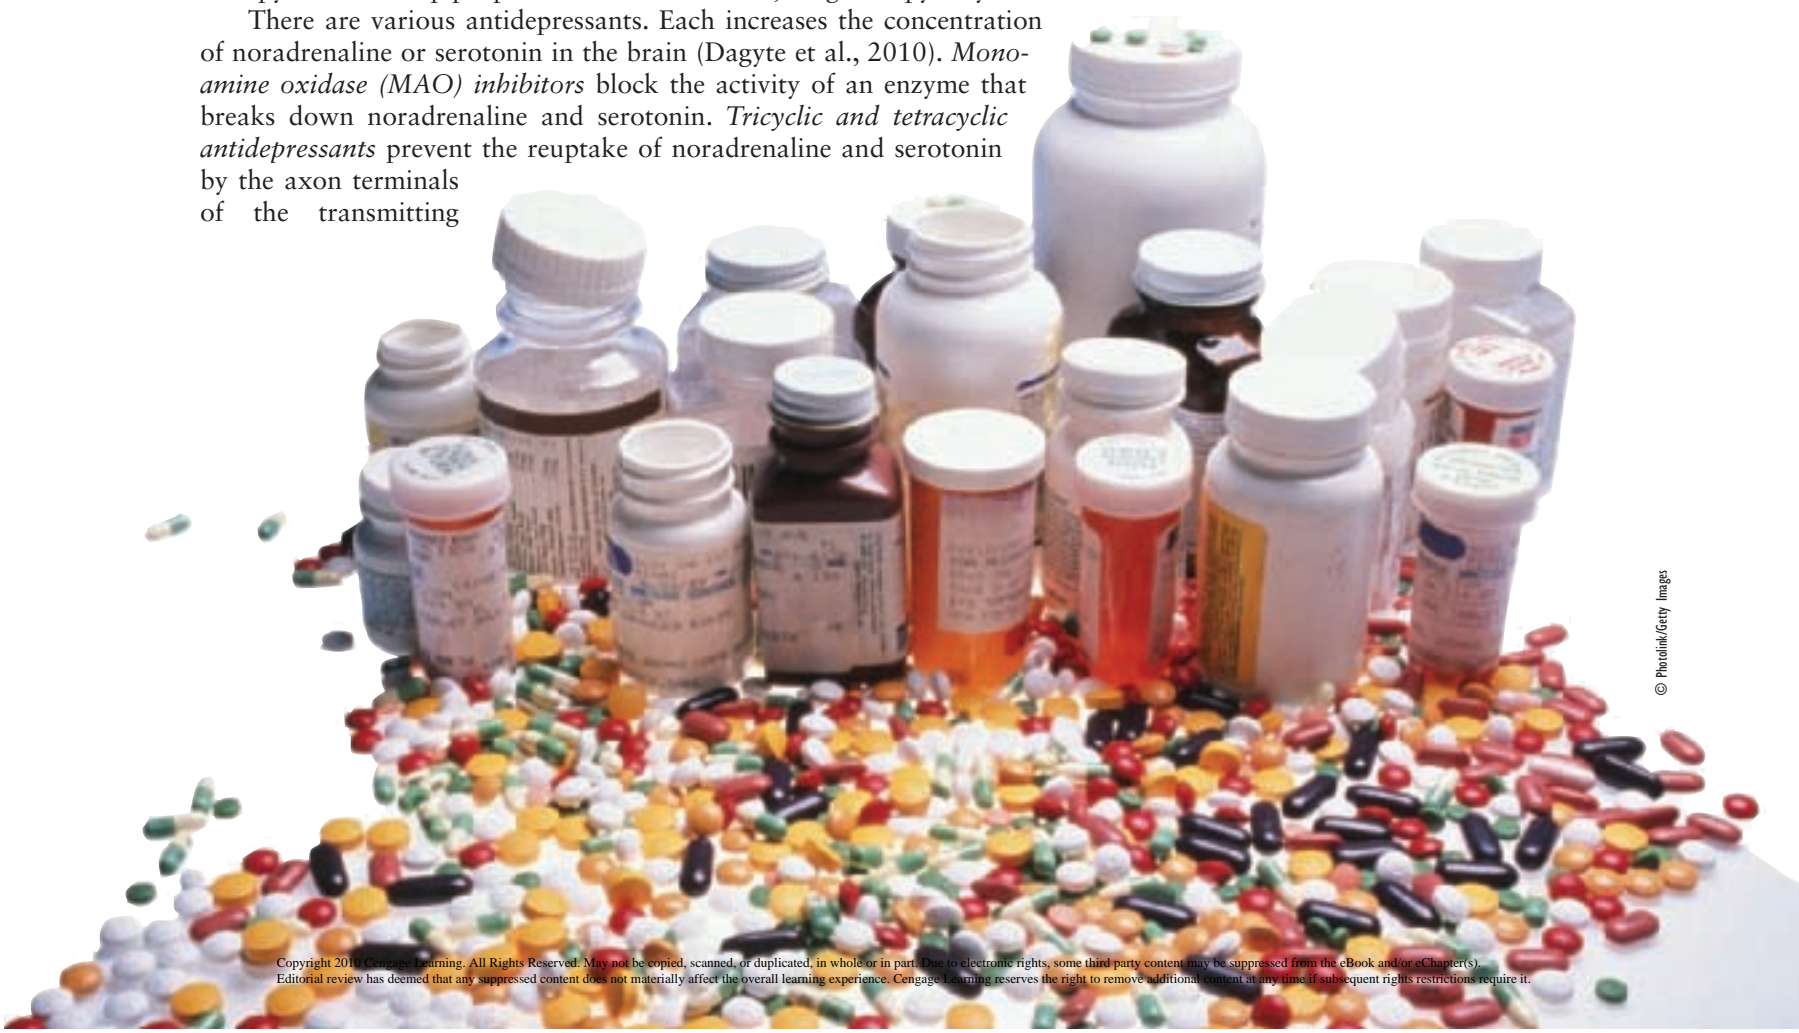 There are various antidepressants. Each increases the concentration
of noradrenaline or serotonin in the brain (Dagyte et al., 2010). Mono-
amine oxidase (MAO) inhibitors block the activity of an enzyme that
breaks down noradrenaline and serotonin. Tricyclic and tetracyclic
antidepressants prevent the reuptake of noradrenaline and serotonin
by the axon terminals
of the transmitting
© Photolink/Getty Images
Copyright 2010 Cengage Learning. All Rights Reserved. May not be copied, scanned, or duplicated, in whole or in part. Due to electronic rights, some third party content may be suppressed from the eBook and/or eChapter(s).
Editorial review has deemed that any suppressed content does not materially affect the overall learning experience. Cengage Learning reserves the right to remove additional content at any time if subsequent rights restrictions require it.